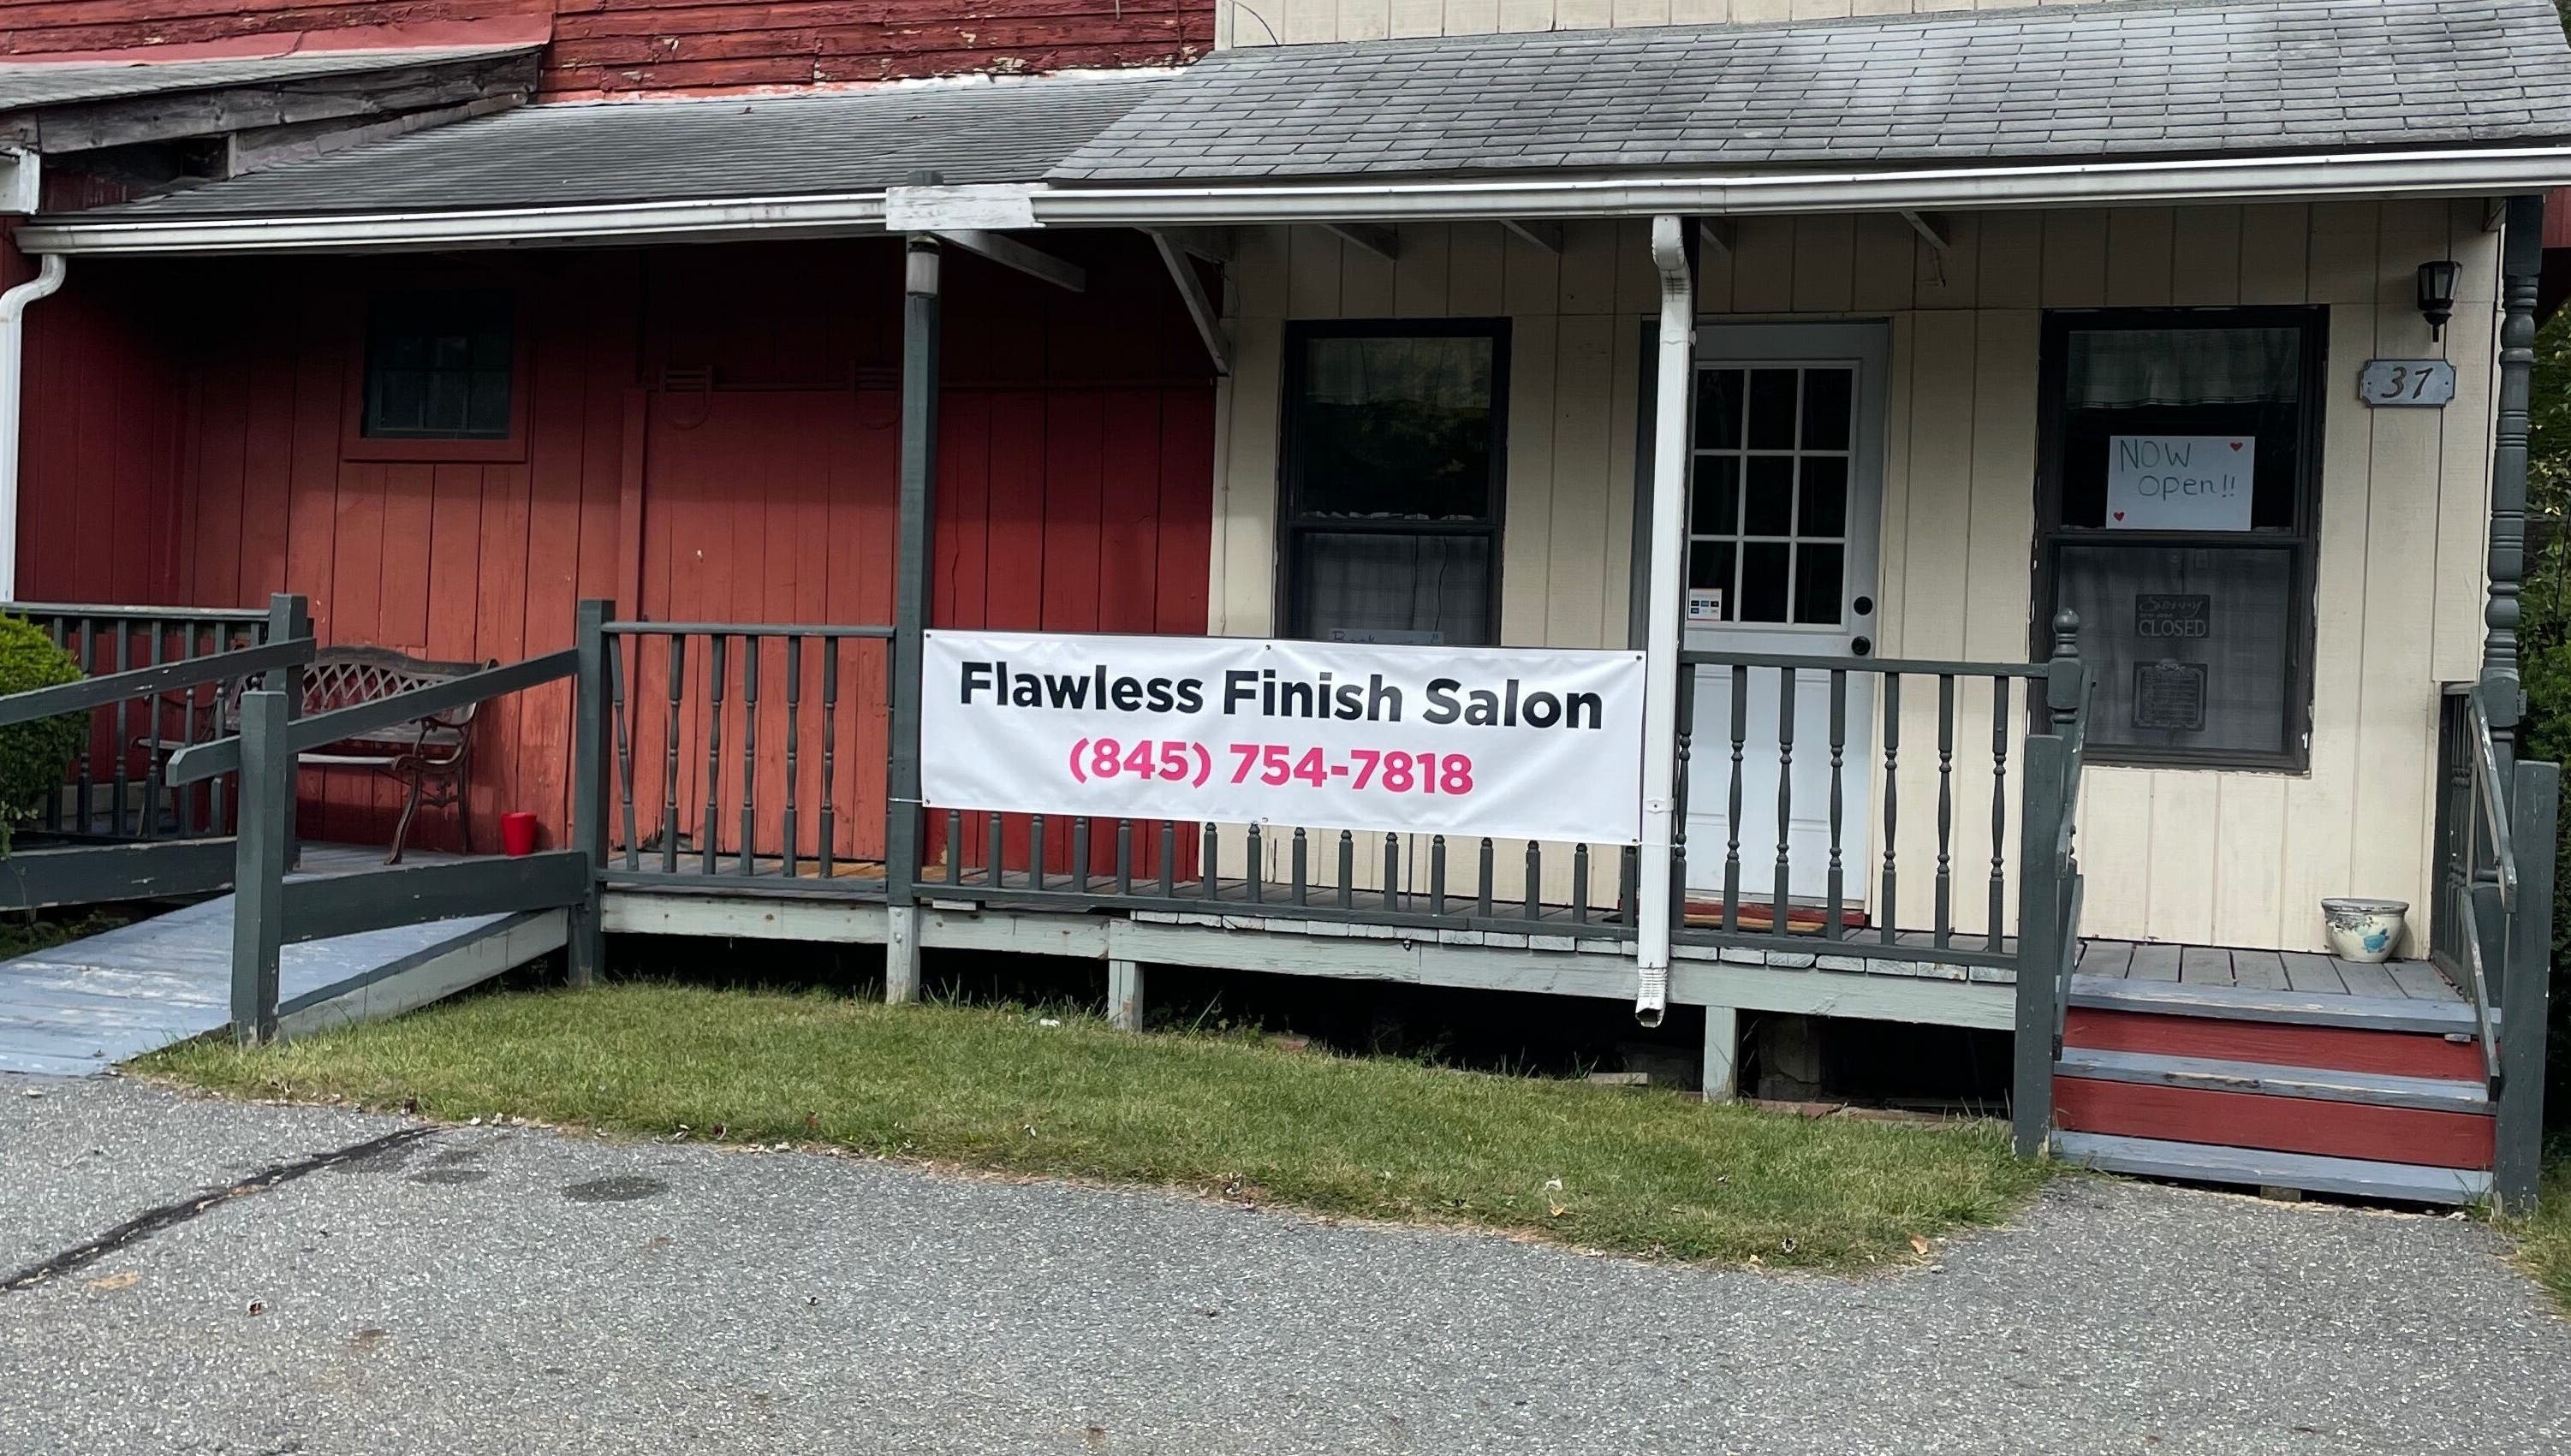 37
NOW
Open!!
Sorry
CLOSED
Flawless Finish Salon
(845) 754-7818